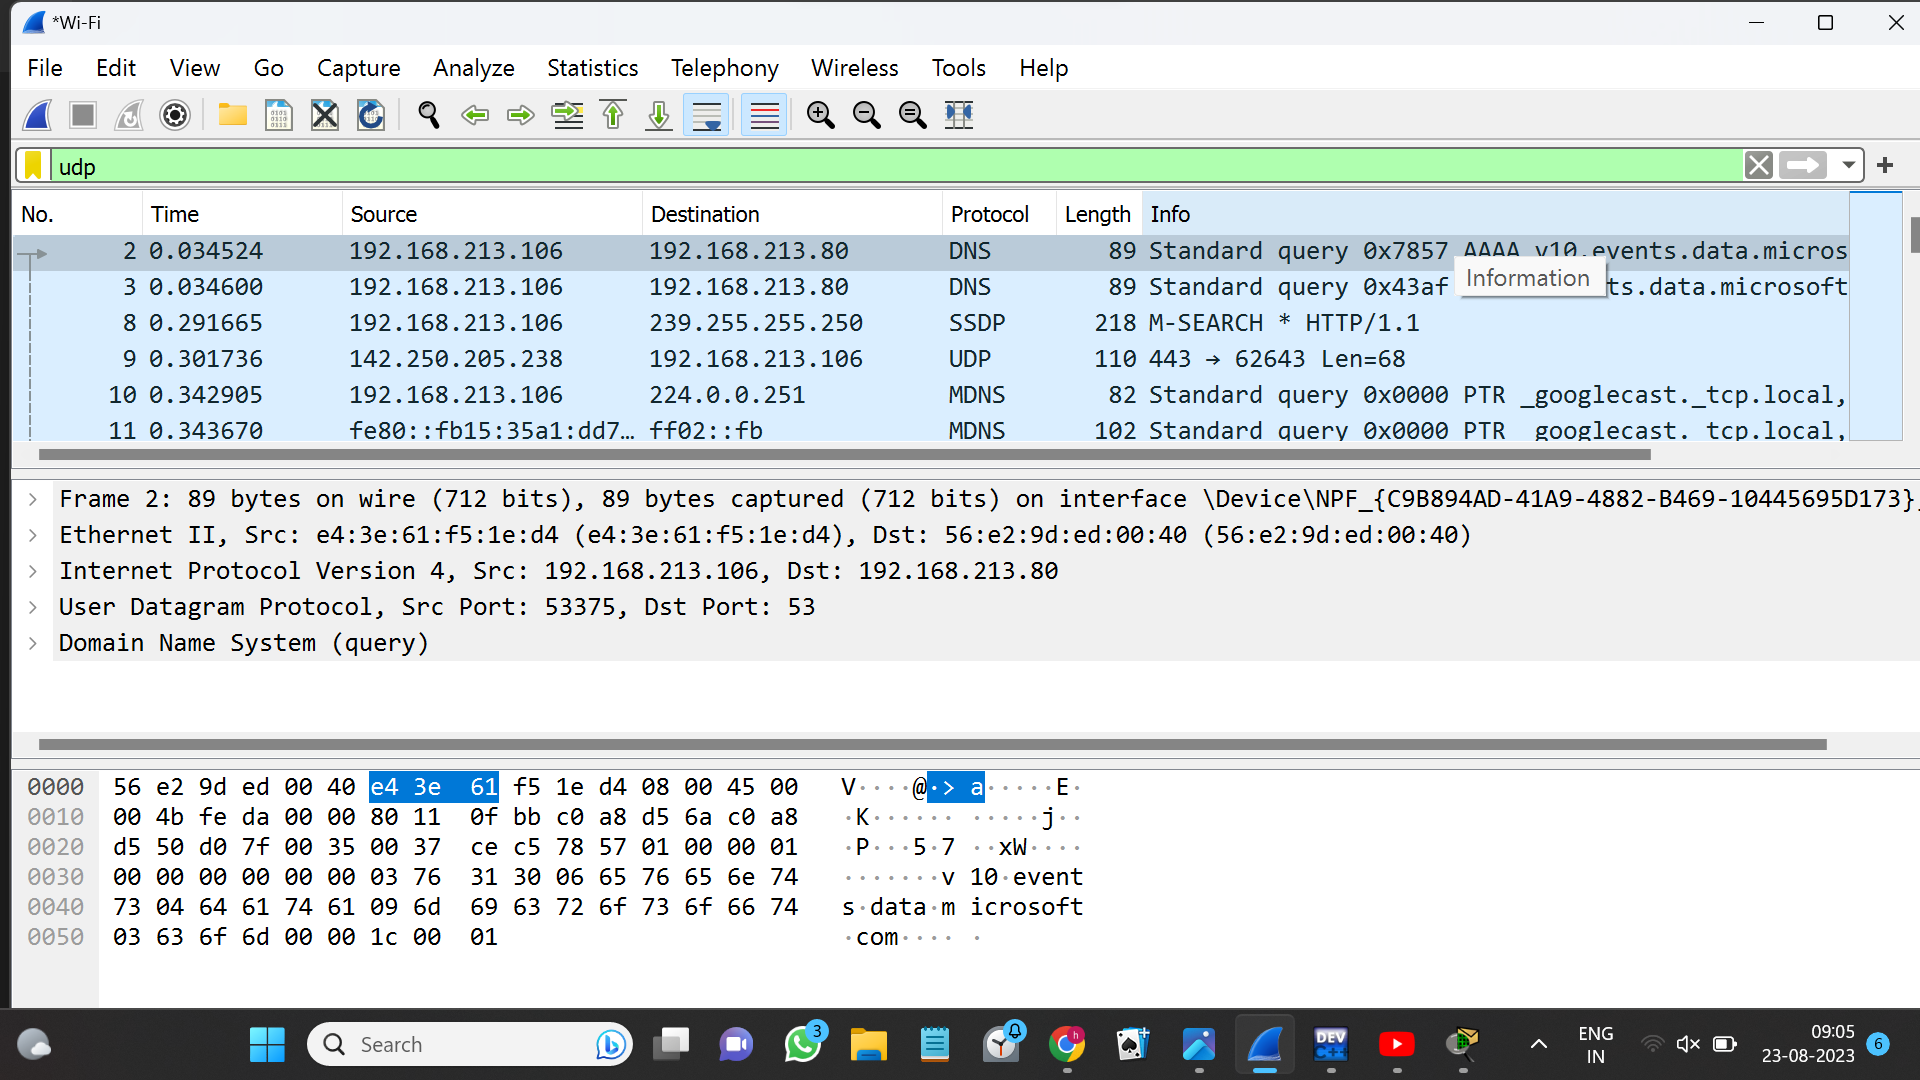 *Wi-Fi
File Edit View Go Capture Analyze Statistics Telephony Wireless Tools Help
udp
No. Time Source Destination Protocol Length Info
2 0.034524 192.168.213.106 192.168.213.80 DNS 89 Standard query 0x7857 AAAA v10.events.data.micros
Information
3 0.034600 192.168.213.106 192.168.213.80 DNS 89 Standard query 0x43af ts.data.microsoft
8 0.291665 192.168.213.106 239.255.255.250 SSDP 218 M-SEARCH * HTTP/1.1
9 0.301736 142.250.205.238 192.168.213.106 UDP 110 443 → 62643 Len=68
10 0.342905 192.168.213.106 224.0.0.251 MDNS 82 Standard query 0x0000 PTR _googlecast._tcp.local,
11 0.343670 fe80::fb15:35a1:dd7… ff02::fb MDNS 102 Standard query 0x0000 PTR _googlecast._tcp.local,
Frame 2: 89 bytes on wire (712 bits), 89 bytes captured (712 bits) on interface \Device\NPF_{C9B894AD-41A9-4882-B469-10445695D173},
Ethernet II, Src: e4:3e:61:f5:1e:d4 (e4:3e:61:f5:1e:d4), Dst: 56:e2:9d:ed:00:40 (56:e2:9d:ed:00:40)
Internet Protocol Version 4, Src: 192.168.213.106, Dst: 192.168.213.80
User Datagram Protocol, Src Port: 53375, Dst Port: 53
Domain Name System (query)
0000 56 e2 9d ed 00 40 e4 3e 61 f5 1e d4 08 00 45 00 V····@·> a·····E·
0010 00 4b fe da 00 00 80 11 0f bb c0 a8 d5 6a c0 a8 ·K······ ·····j··
0020 d5 50 d0 7f 00 35 00 37 ce c5 78 57 01 00 00 01 ·P···5·7 ··xW····
0030 00 00 00 00 00 00 03 76 31 30 06 65 76 65 6e 74 ·······v 10·event
0040 73 04 64 61 74 61 09 6d 69 63 72 6f 73 6f 66 74 s·data·m icrosoft
0050 03 63 6f 6d 00 00 1c 00 01 ·com···· ·
Search
3
h
DEV
C++
ENG
IN
09:05
23-08-2023
6